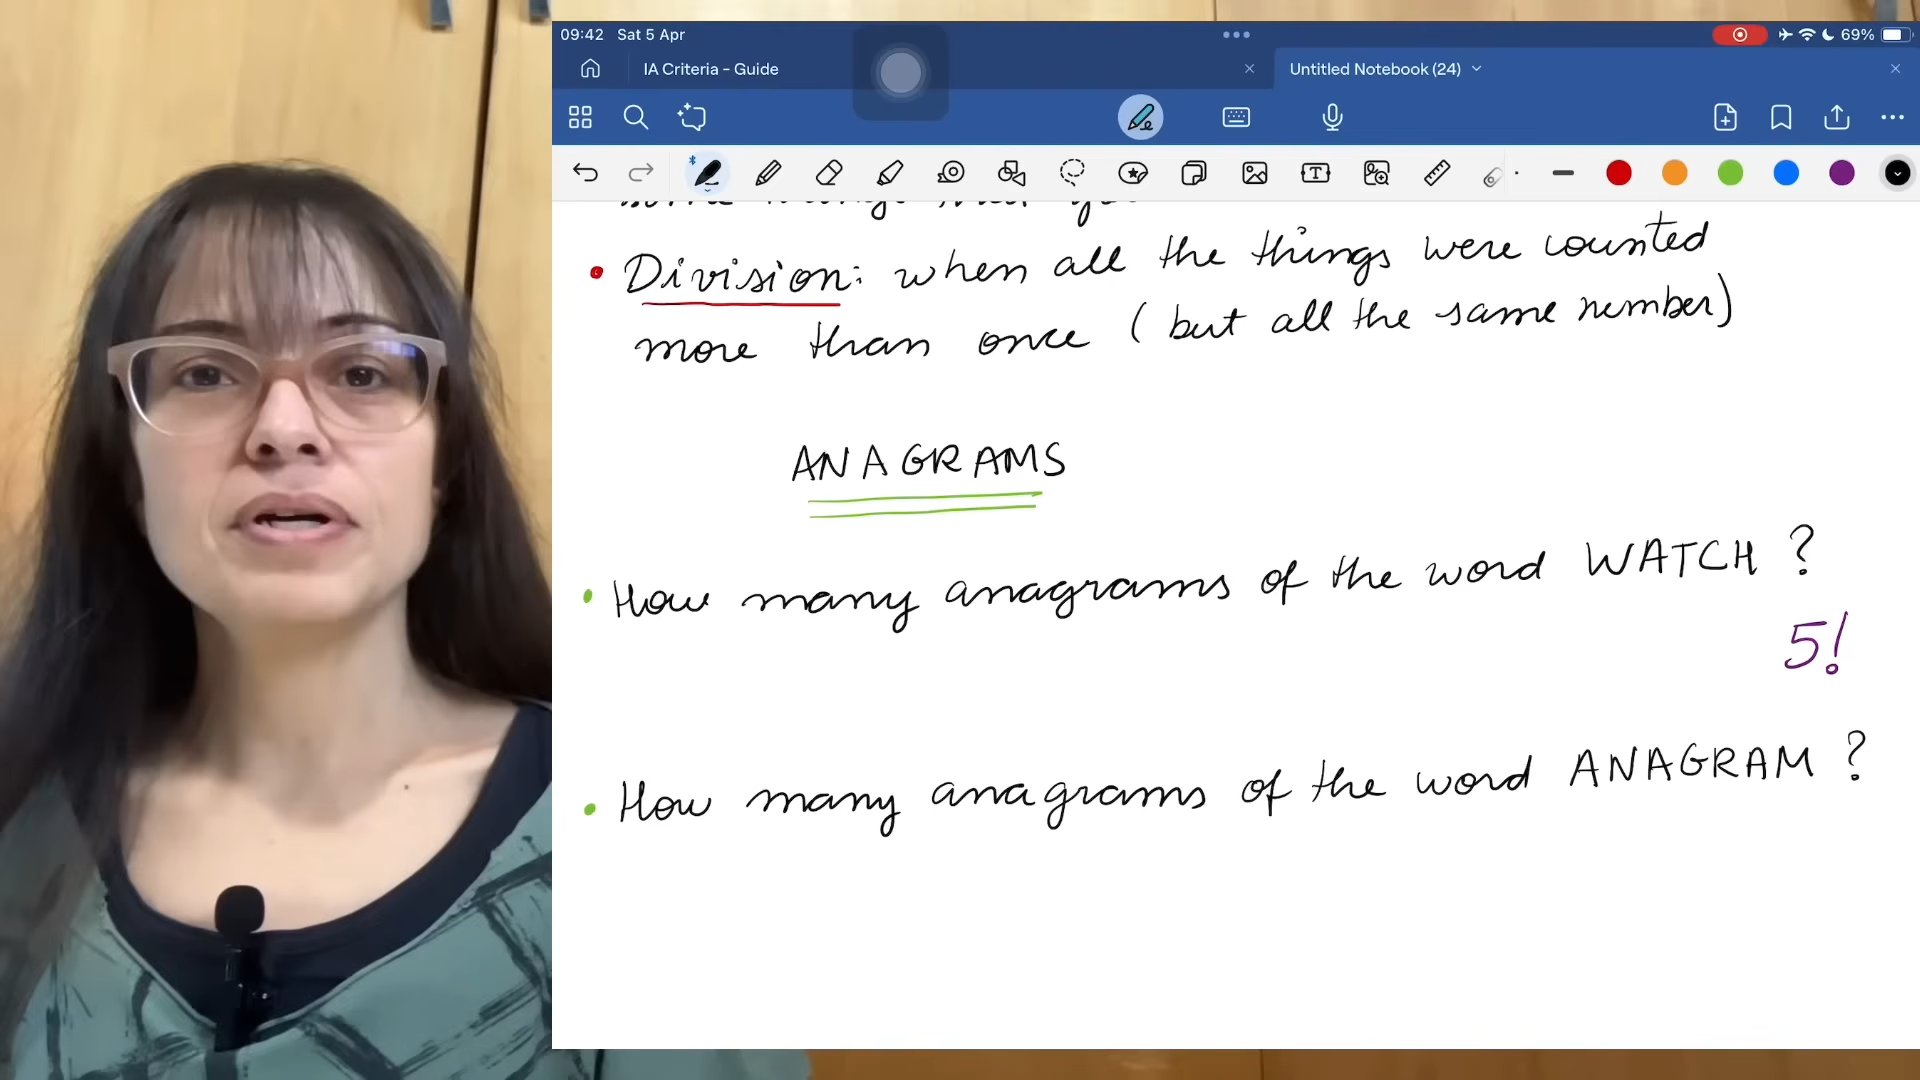 09:42 Sat 5 Apr
69%
IA Criteria - Guide
Untitled Notebook (24)
• Division: when all the things were counted
more than once (but all the same number)
ANAGRAMS
• How many anagrams of the word WATCH ?
5!
• How many anagrams of the word ANAGRAM ?